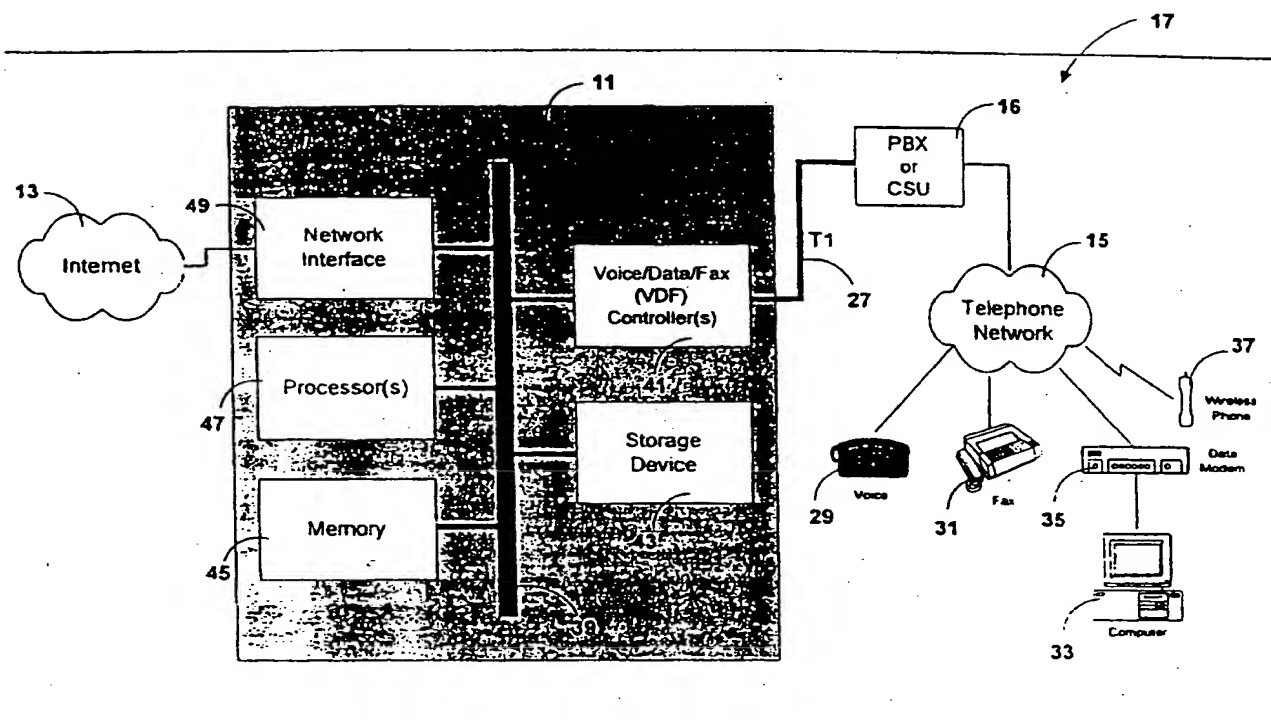 17
11
16
PBX
or
CSU
13
Internet
49
Network
Interface
Voice/Data/Fax
(VDF)
Controller(s)
41
T1
27
15
Telephone
Network
37
Wireless
Phone
47
Processor(s)
Storage
Device
29
Voice
31
Fax
35
Data
Modem
45
Memory
33
Computer